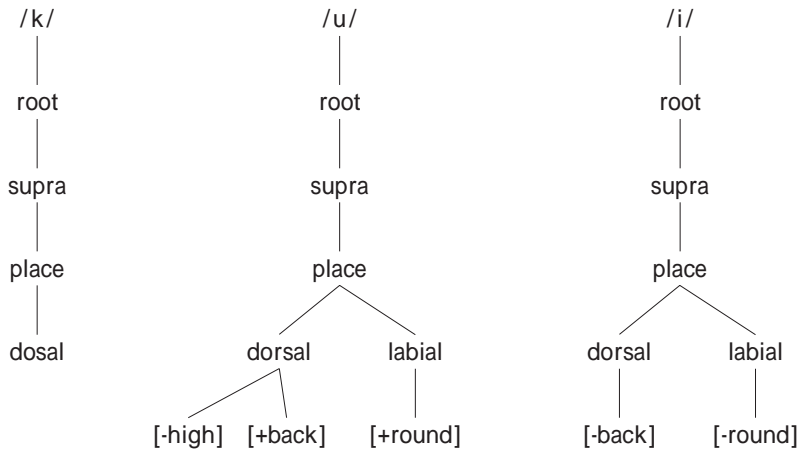 /k/ /u/ /i/
root root root
supra supra supra
place place place
dosal dorsal labial dorsal labial
[-high] [+back] [+round] [-back] [-round]